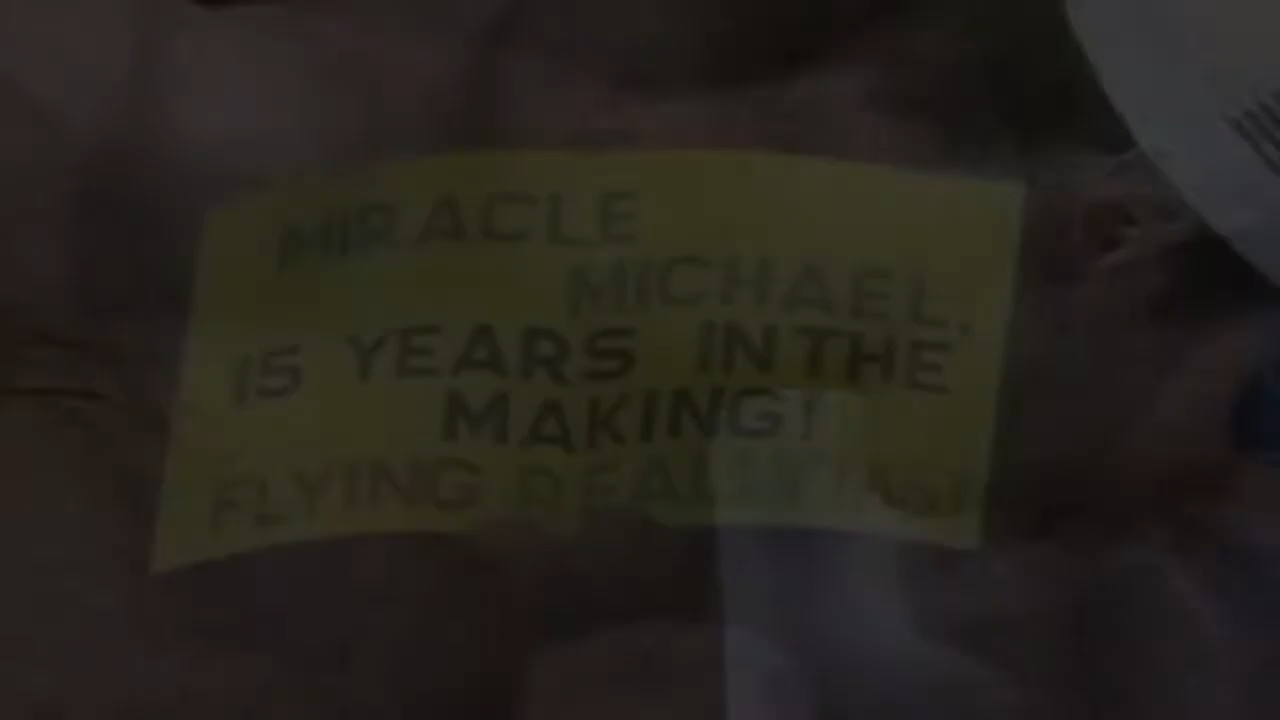 MIRACLE
MICHAEL,
15 YEARS IN THE
MAKING!
FLYING